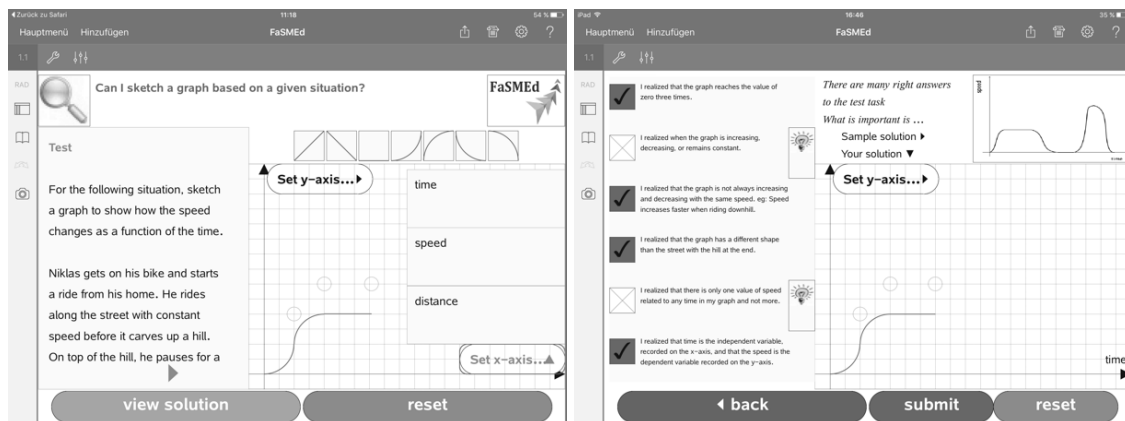 Zurück zu Safari
11:18
54 %
Hauptmenü Hinzufügen
FaSMEd
1.1
RAD
Can I sketch a graph based on a given situation?
FaSMEd
Test
For the following situation, sketch
a graph to show how the speed
changes as a function of the time.
Niklas gets on his bike and starts
a ride from his home. He rides
along the street with constant
speed before it carves up a hill.
On top of the hill, he pauses for a
Set y-axis...
time
speed
distance
Set x-axis...
view solution
reset
iPad
16:46
35 %
Hauptmenü Hinzufügen
FaSMEd
1.1
RAD
I realized that the graph reaches the value of
zero three times.
I realized when the graph is increasing,
decreasing, or remains constant.
I realized that the graph is not always increasing
and decreasing with the same speed. eg: Speed
increases faster when riding downhill.
I realized that the graph has a different shape
than the street with the hill at the end.
I realized that there is only one value of speed
related to any time in my graph and not more.
I realized that time is the independent variable,
recorded on the x-axis, and that the speed is the
dependent variable recorded on the y-axis.
There are many right answers
to the test task
What is important is ...
Sample solution
Your solution
speed
Set y-axis...
time
back
submit
reset